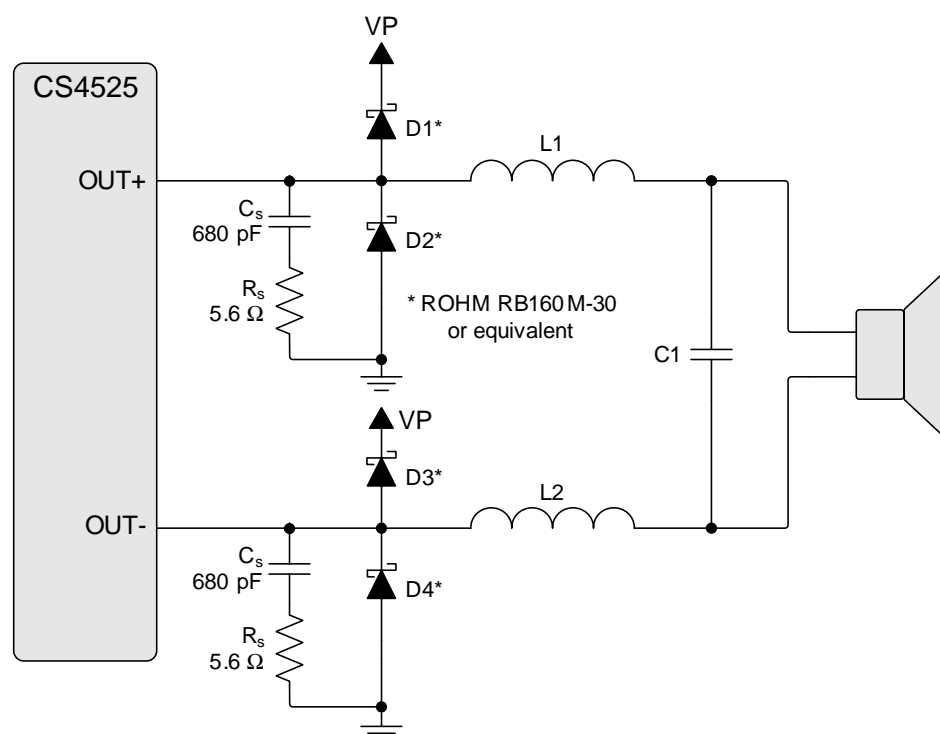 VP
CS4525
D1*
L1
OUT+
Cs
680 pF
D2*
Rs
5.6 Ω
* ROHM RB160M-30
or equivalent
C1
VP
D3*
L2
OUT-
Cs
680 pF
D4*
Rs
5.6 Ω